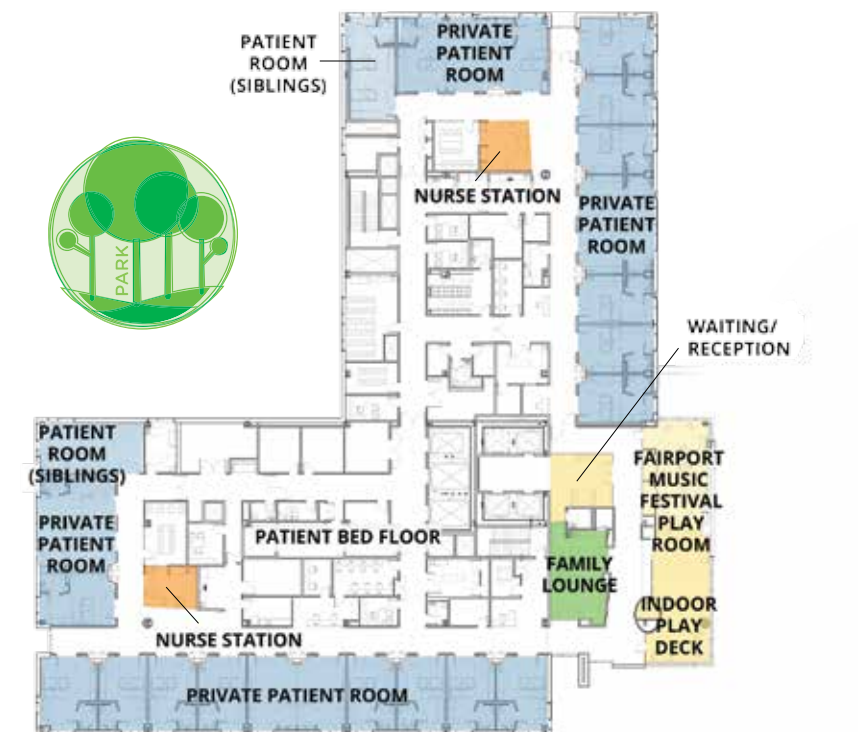 PATIENT
ROOM
(SIBLINGS)
PRIVATE
PATIENT
ROOM
PARK
NURSE STATION
PRIVATE
PATIENT
ROOM
WAITING/
RECEPTION
PATIENT
ROOM
(SIBLINGS)
PRIVATE
PATIENT
ROOM
PATIENT BED FLOOR
FAIRPORT
MUSIC
FESTIVAL
PLAY
ROOM
FAMILY
LOUNGE
INDOOR
PLAY
DECK
NURSE STATION
PRIVATE PATIENT ROOM